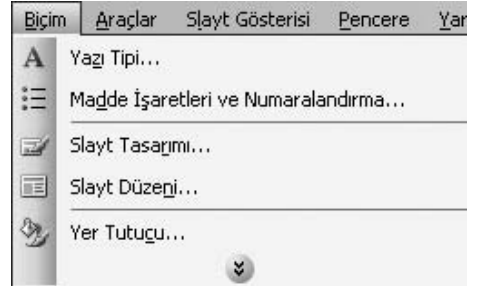 Biçim Araçlar Slayt Gösterisi Pencere
Yazı Tipi...
Madde İşaretleri ve Numaralandırma...
Slayt Tasarımı...
Slayt Düzeni...
Yer Tutucu...